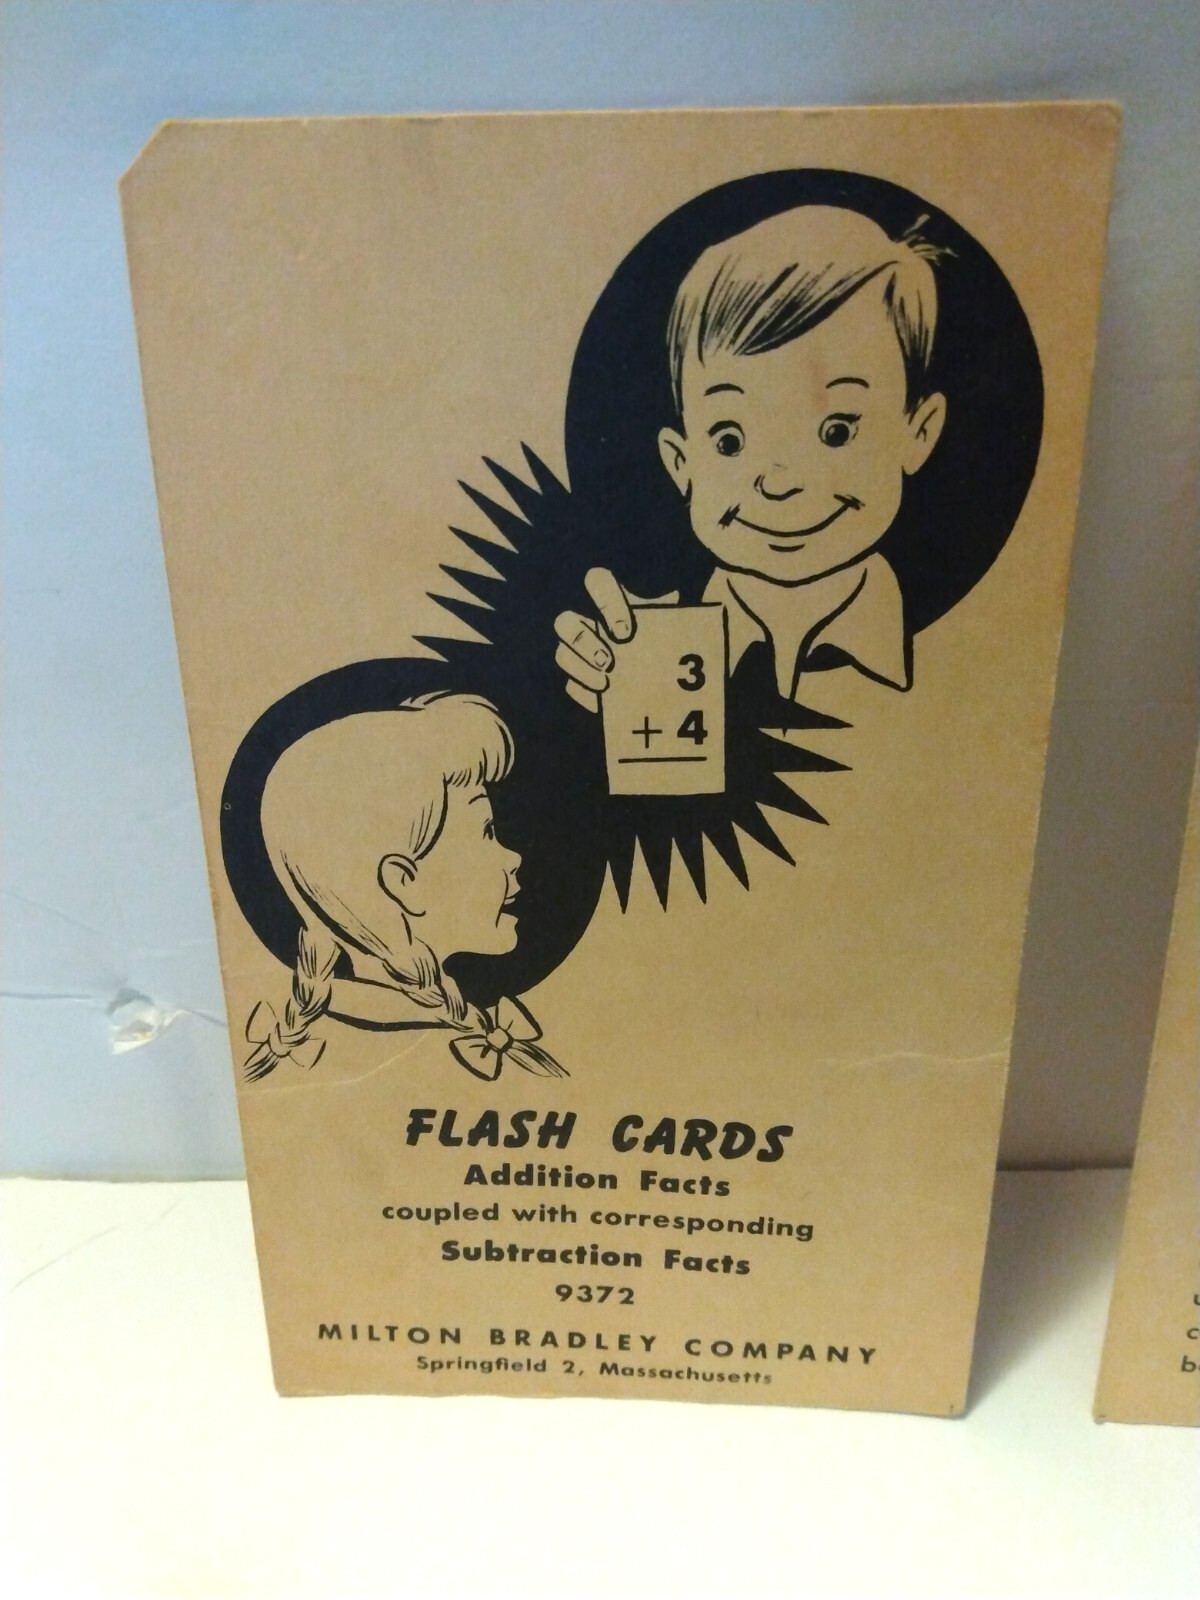 3
+ 4
FLASH CARDS
Addition Facts
coupled with corresponding
Subtraction Facts
9372
MILTON BRADLEY COMPANY
Springfield 2, Massachusetts